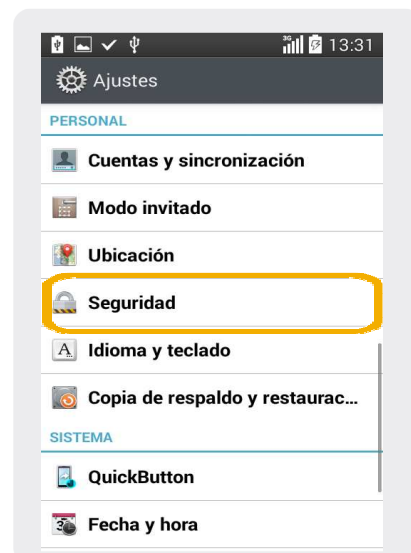 3G 13:31
Ajustes
PERSONAL
Cuentas y sincronización
Modo invitado
Ubicación
Seguridad
A Idioma y teclado
Copia de respaldo y restaurac...
SISTEMA
QuickButton
Fecha y hora